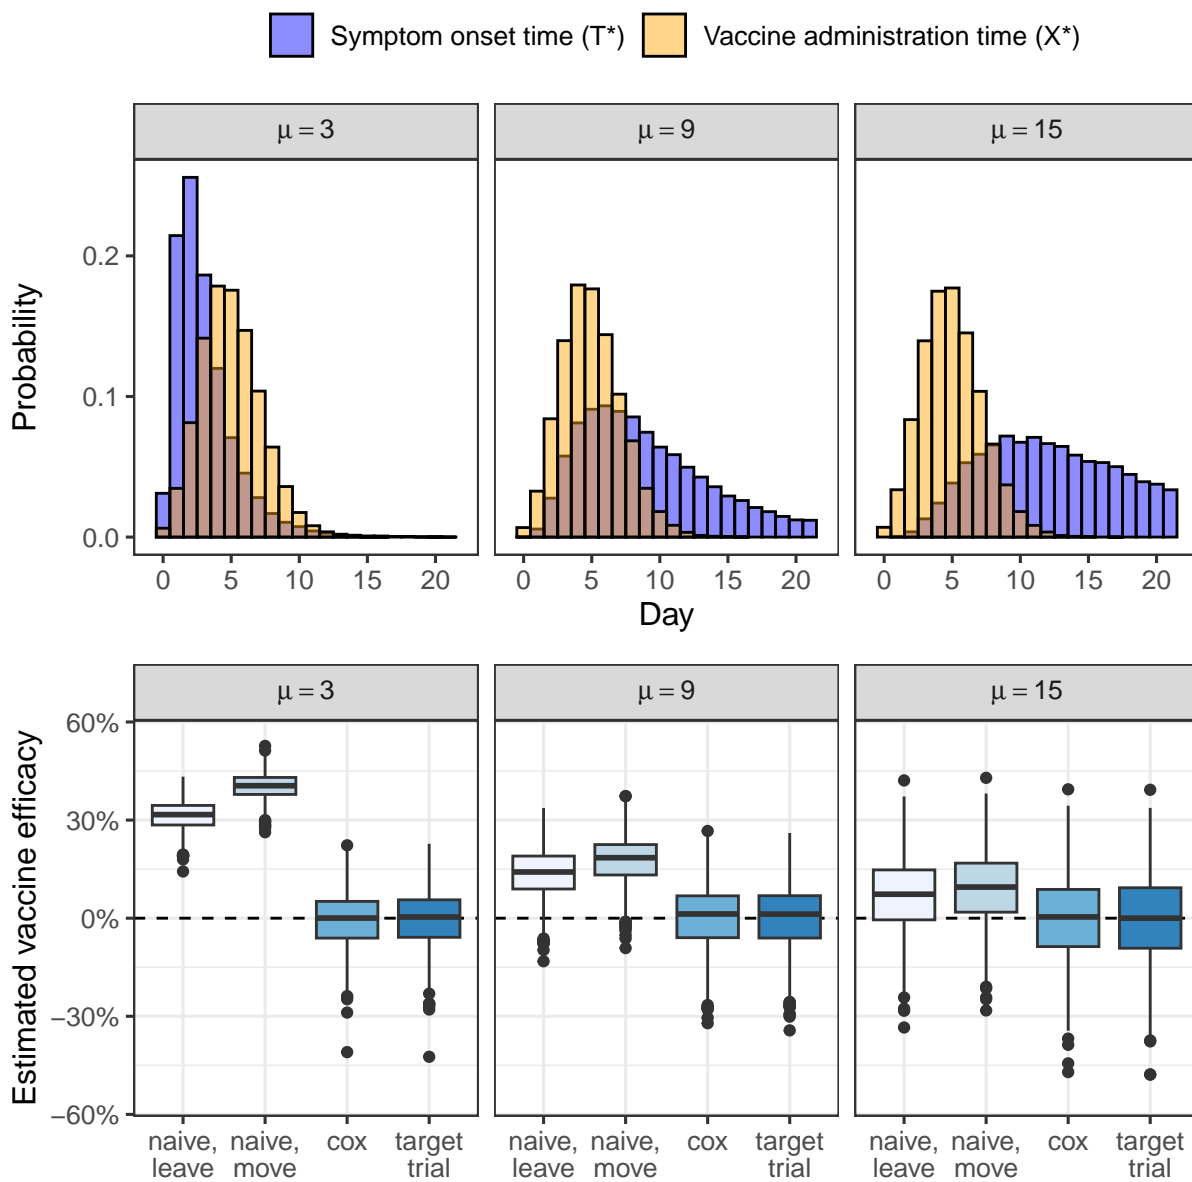 Symptom onset time (T*) Vaccine administration time (X*)
μ = 3 μ = 9 μ = 15
Probability
0.2
0.1
0.0
0 5 10 15 20 0 5 10 15 20 0 5 10 15 20
Day
μ = 3 μ = 9 μ = 15
Estimated vaccine efficacy
60%
30%
0%
−30%
−60%
naive, naive, cox target naive, naive, cox target naive, naive, cox target
leave move trial leave move trial leave move trial